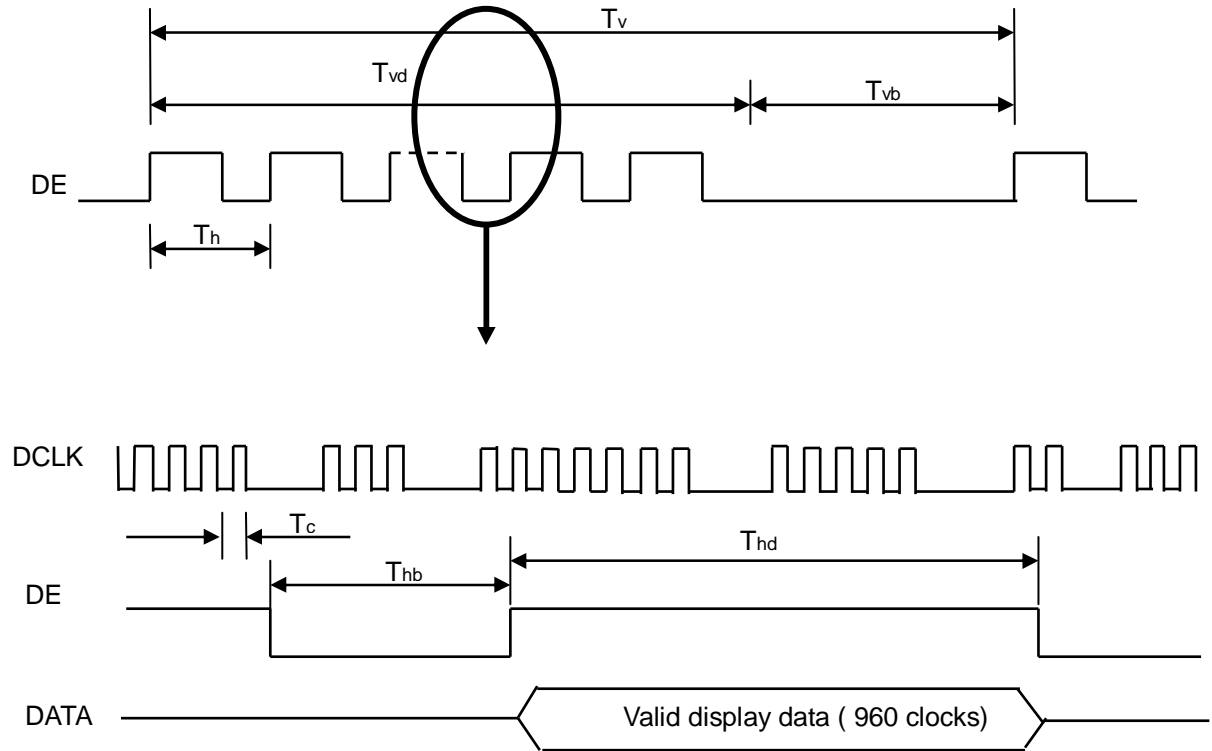 Tv
Tvd
Tvb
DE
Th
DCLK
Tc
Thd
Thb
DE
DATA
Valid display data ( 960 clocks)